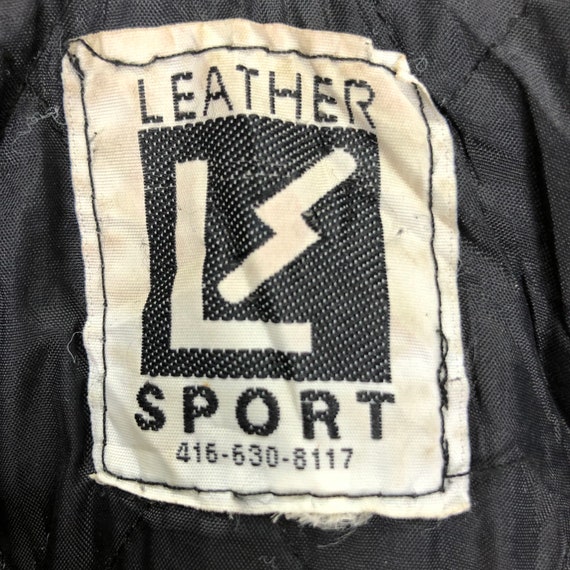 LEATHER
L
SPORT
416-630-8117